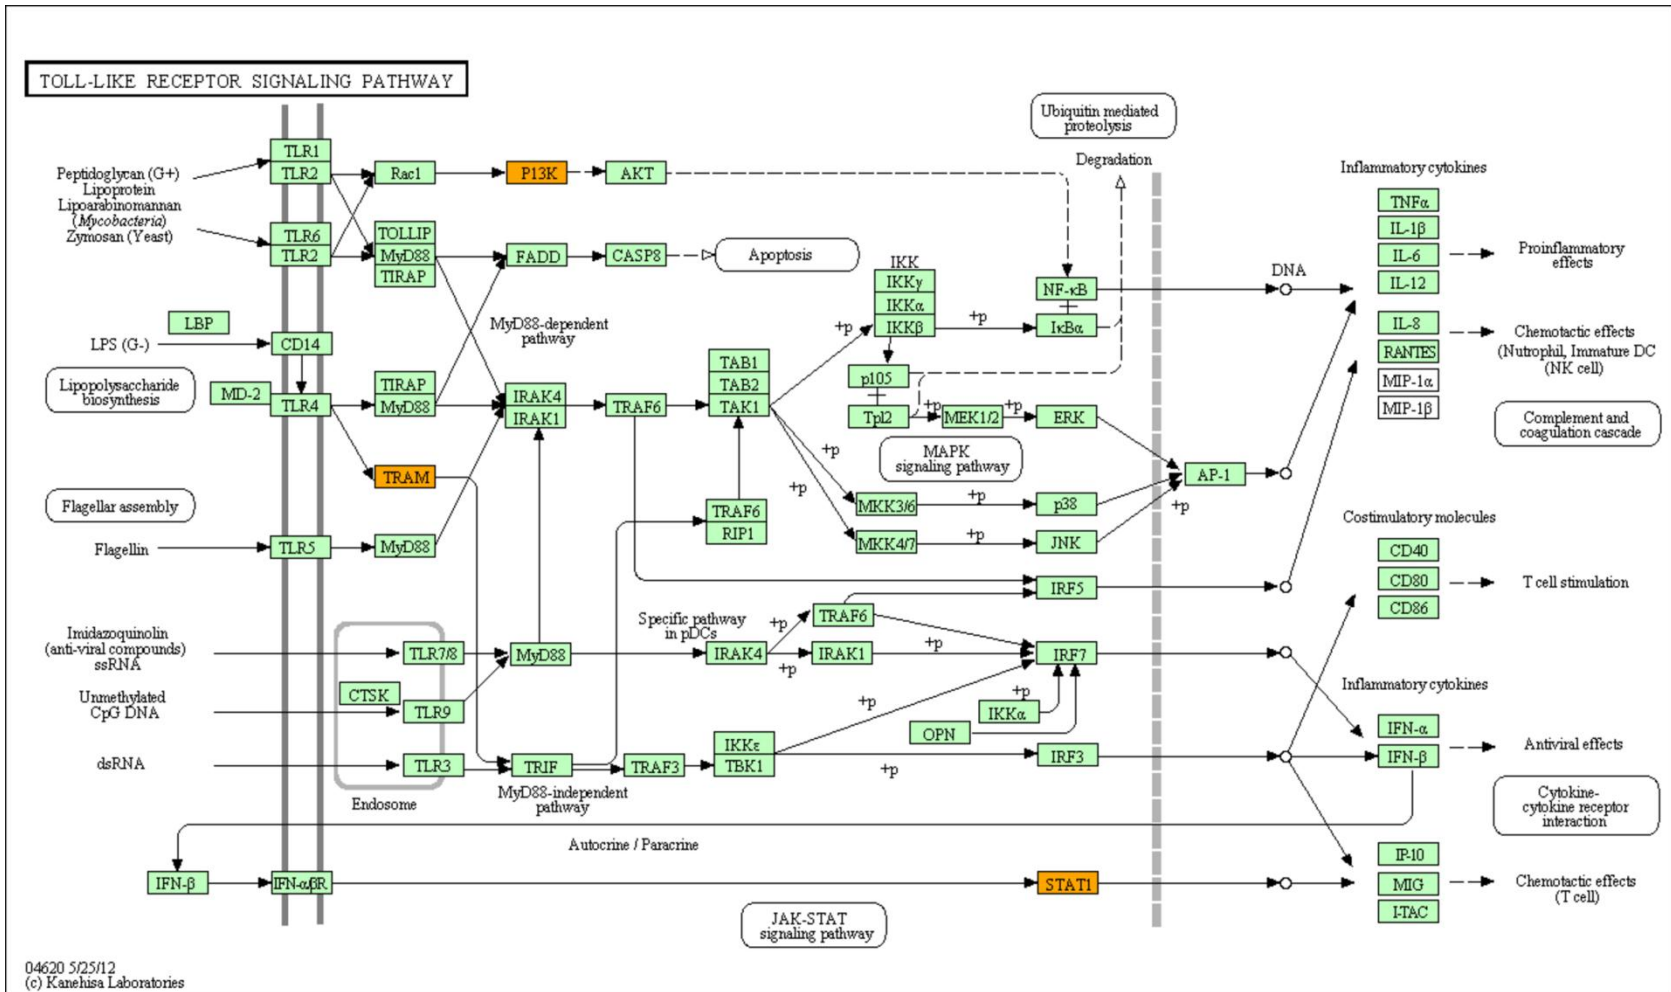 TOLL-LIKE RECEPTOR SIGNALING PATHWAY
Ubiquitin mediated
proteolysis
Degradation
Peptidoglycan (G+)
Lipoprotein
Lipoarabinomannan
(Mycobacteria)
Zymosan (Yeast)
TLR1
TLR2
Rac1
P13K
AKT
TLR6
TLR2
TOLLIP
MyD88
TIRAP
FADD
CASP8
Apoptosis
MyD88-dependent
pathway
LBP
LPS (G-)
CD14
Lipopolysaccharide
biosynthesis
MD-2
TLR4
TIRAP
MyD88
IRAK4
IRAK1
TRAF6
TAB1
TAB2
TAK1
+p
IKK
IKKγ
IKKα
IKKβ
+p
NF-κB
IκBα
p105
Tpl2
+p
MEK1/2
+p
ERK
MAPK
signaling pathway
DNA
TRAM
Flagellar assembly
Flagellin
TLR5
MyD88
TRAF6
RIP1
+p
+p
MKK3/6
+p
p38
MKK4/7
+p
JNK
AP-1
+p
IRF5
Imidazoquinolin
(anti-viral compounds)
ssRNA
TLR7/8
MyD88
Specific pathway
in pDCs
IRAK4
+p
TRAF6
+p
IRAK1
+p
IRF7
Unmethylated
CpG DNA
CTSK
TLR9
+p
+p
IKKα
OPN
dsRNA
TLR3
Endosome
TRIF
MyD88-independent
pathway
TRAF3
IKKε
TBK1
+p
IRF3
Autocrine / Paracrine
IFN-β
IFN-α/βR
STAT1
JAK-STAT
signaling pathway
Inflammatory cytokines
TNFα
IL-1β
IL-6
IL-12
Proinflammatory
effects
IL-8
RANTES
MIP-1α
MIP-1β
Chemotactic effects
(Nutrophil, Immature DC
(NK cell)
Complement and
coagulation cascade
Costimulatory molecules
CD40
CD80
CD86
T cell stimulation
Inflammatory cytokines
IFN-α
IFN-β
Antiviral effects
Cytokine-
cytokine receptor
interaction
IP-10
MIG
I-TAC
Chemotactic effects
(T cell)
04620 5/25/12
(c) Kanehisa Laboratories